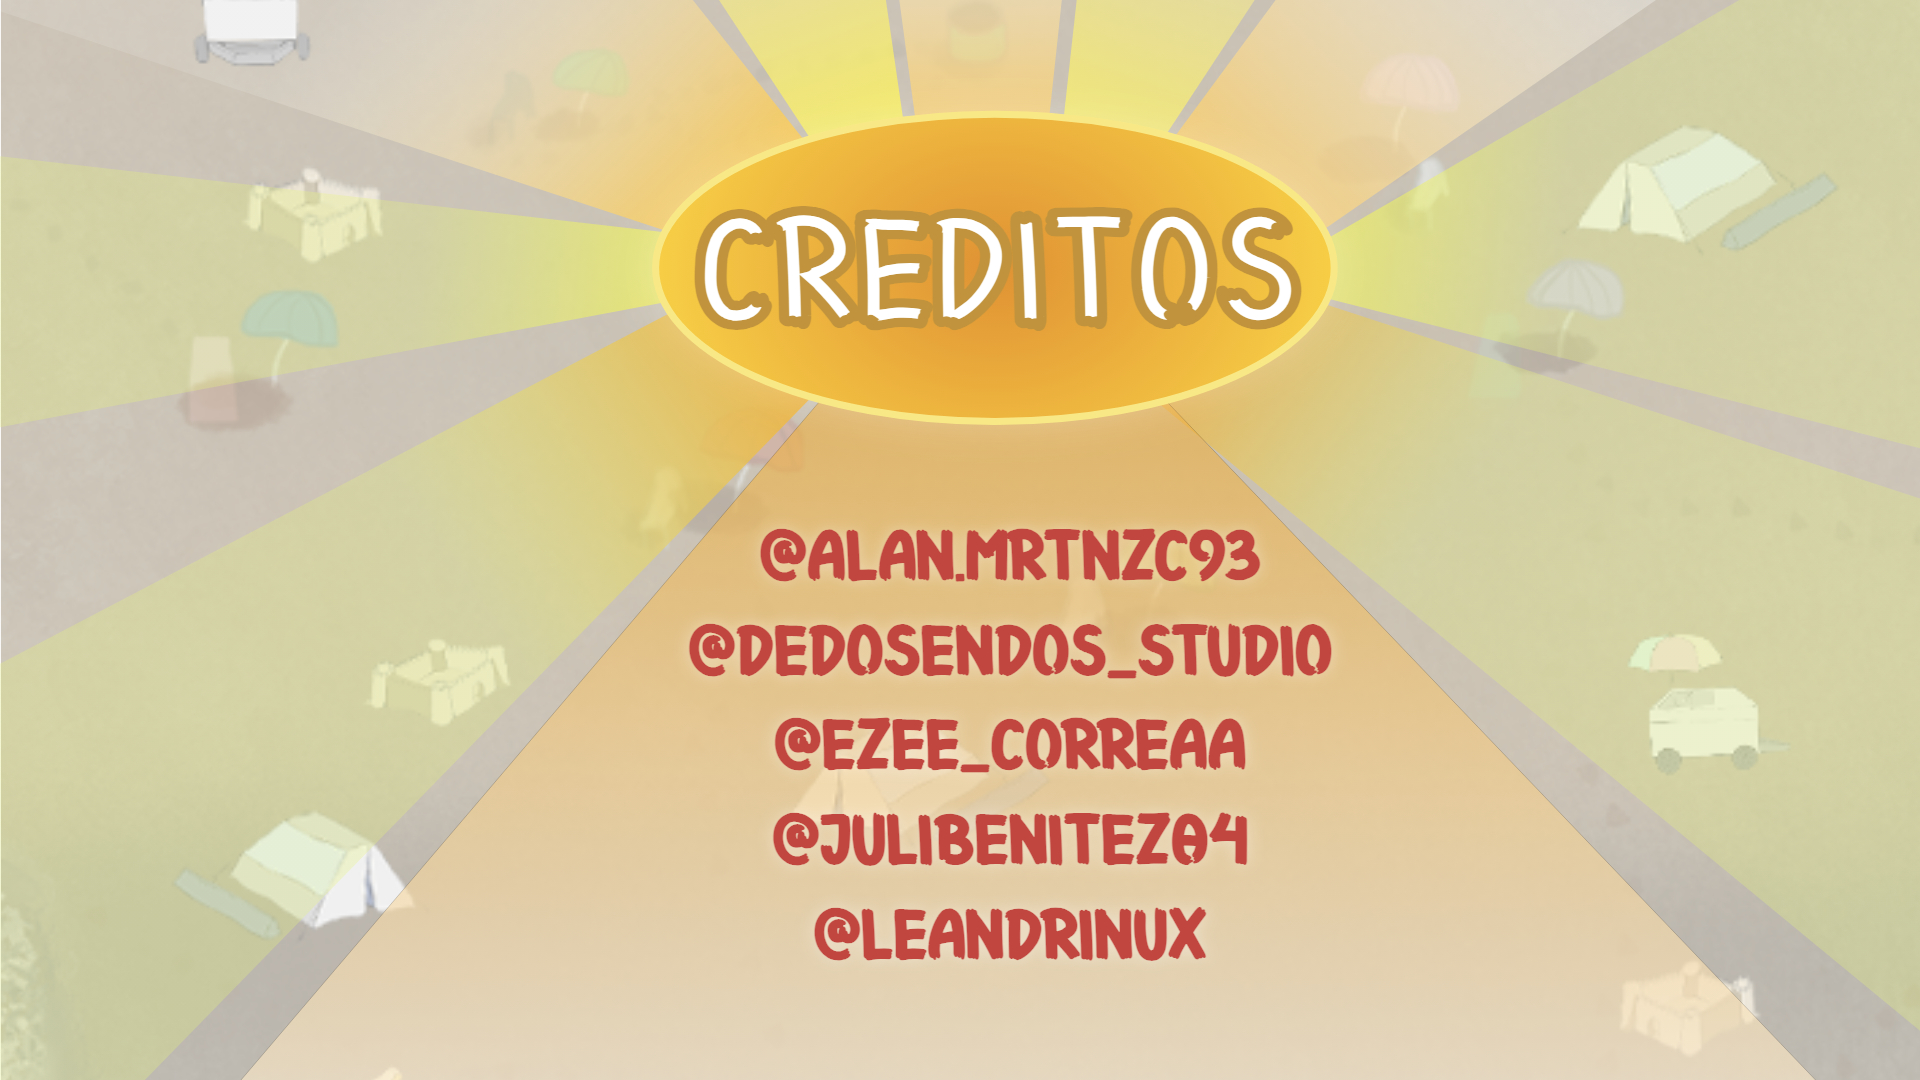 CREDITOS
@ALAN.MRTNZC93
@DEDOSENDOS_STUDIO
@EZEE_CORREAA
@JULIBENITEZ04
@LEANDRINUX